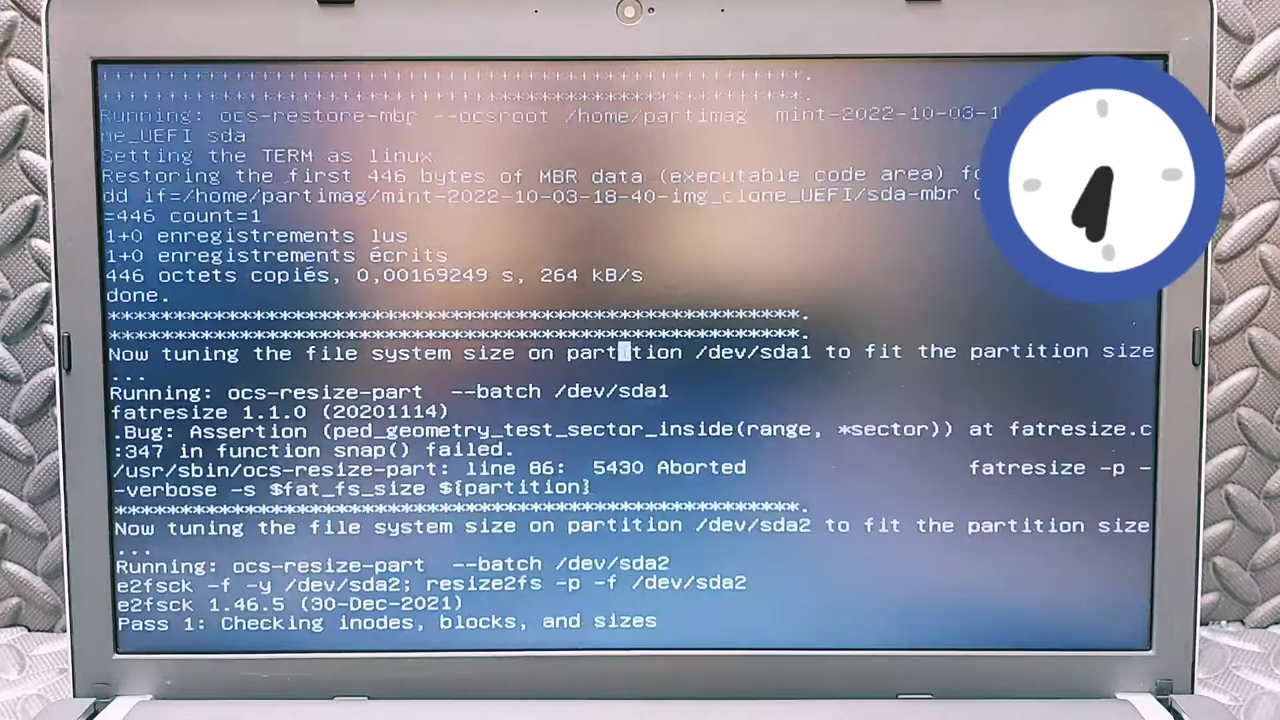 Running: ocs-restore-mbr --ocsroot /home/partimag mint-2022-10-03-1
ne_UEFI sda
Setting the TERM as linux
Restoring the first 446 bytes of MBR data (executable code area) fo
dd if=/home/partimag/mint-2022-10-03-18-40-img_clone_UEFI/sda-mbr
=446 count=1
1+0 enregistrements lus
1+0 enregistrements écrits
446 octets copiés, 0,00169249 s, 264 kB/s
done.
*****************************************************.
*****************************************************.
Now tuning the file system size on partition /dev/sda1 to fit the partition size
...
Running: ocs-resize-part --batch /dev/sda1
fatresize 1.1.0 (20201114)
.Bug: Assertion (ped_geometry_test_sector_inside(range, *sector)) at fatresize.c
:347 in function snap() failed.
/usr/sbin/ocs-resize-part: line 86: 5430 Aborted fatresize -p -
-verbose -s $fat_fs_size ${partition}
*****************************************************.
Now tuning the file system size on partition /dev/sda2 to fit the partition size
...
Running: ocs-resize-part --batch /dev/sda2
e2fsck -f -y /dev/sda2; resize2fs -p -f /dev/sda2
e2fsck 1.46.5 (30-Dec-2021)
Pass 1: Checking inodes, blocks, and sizes